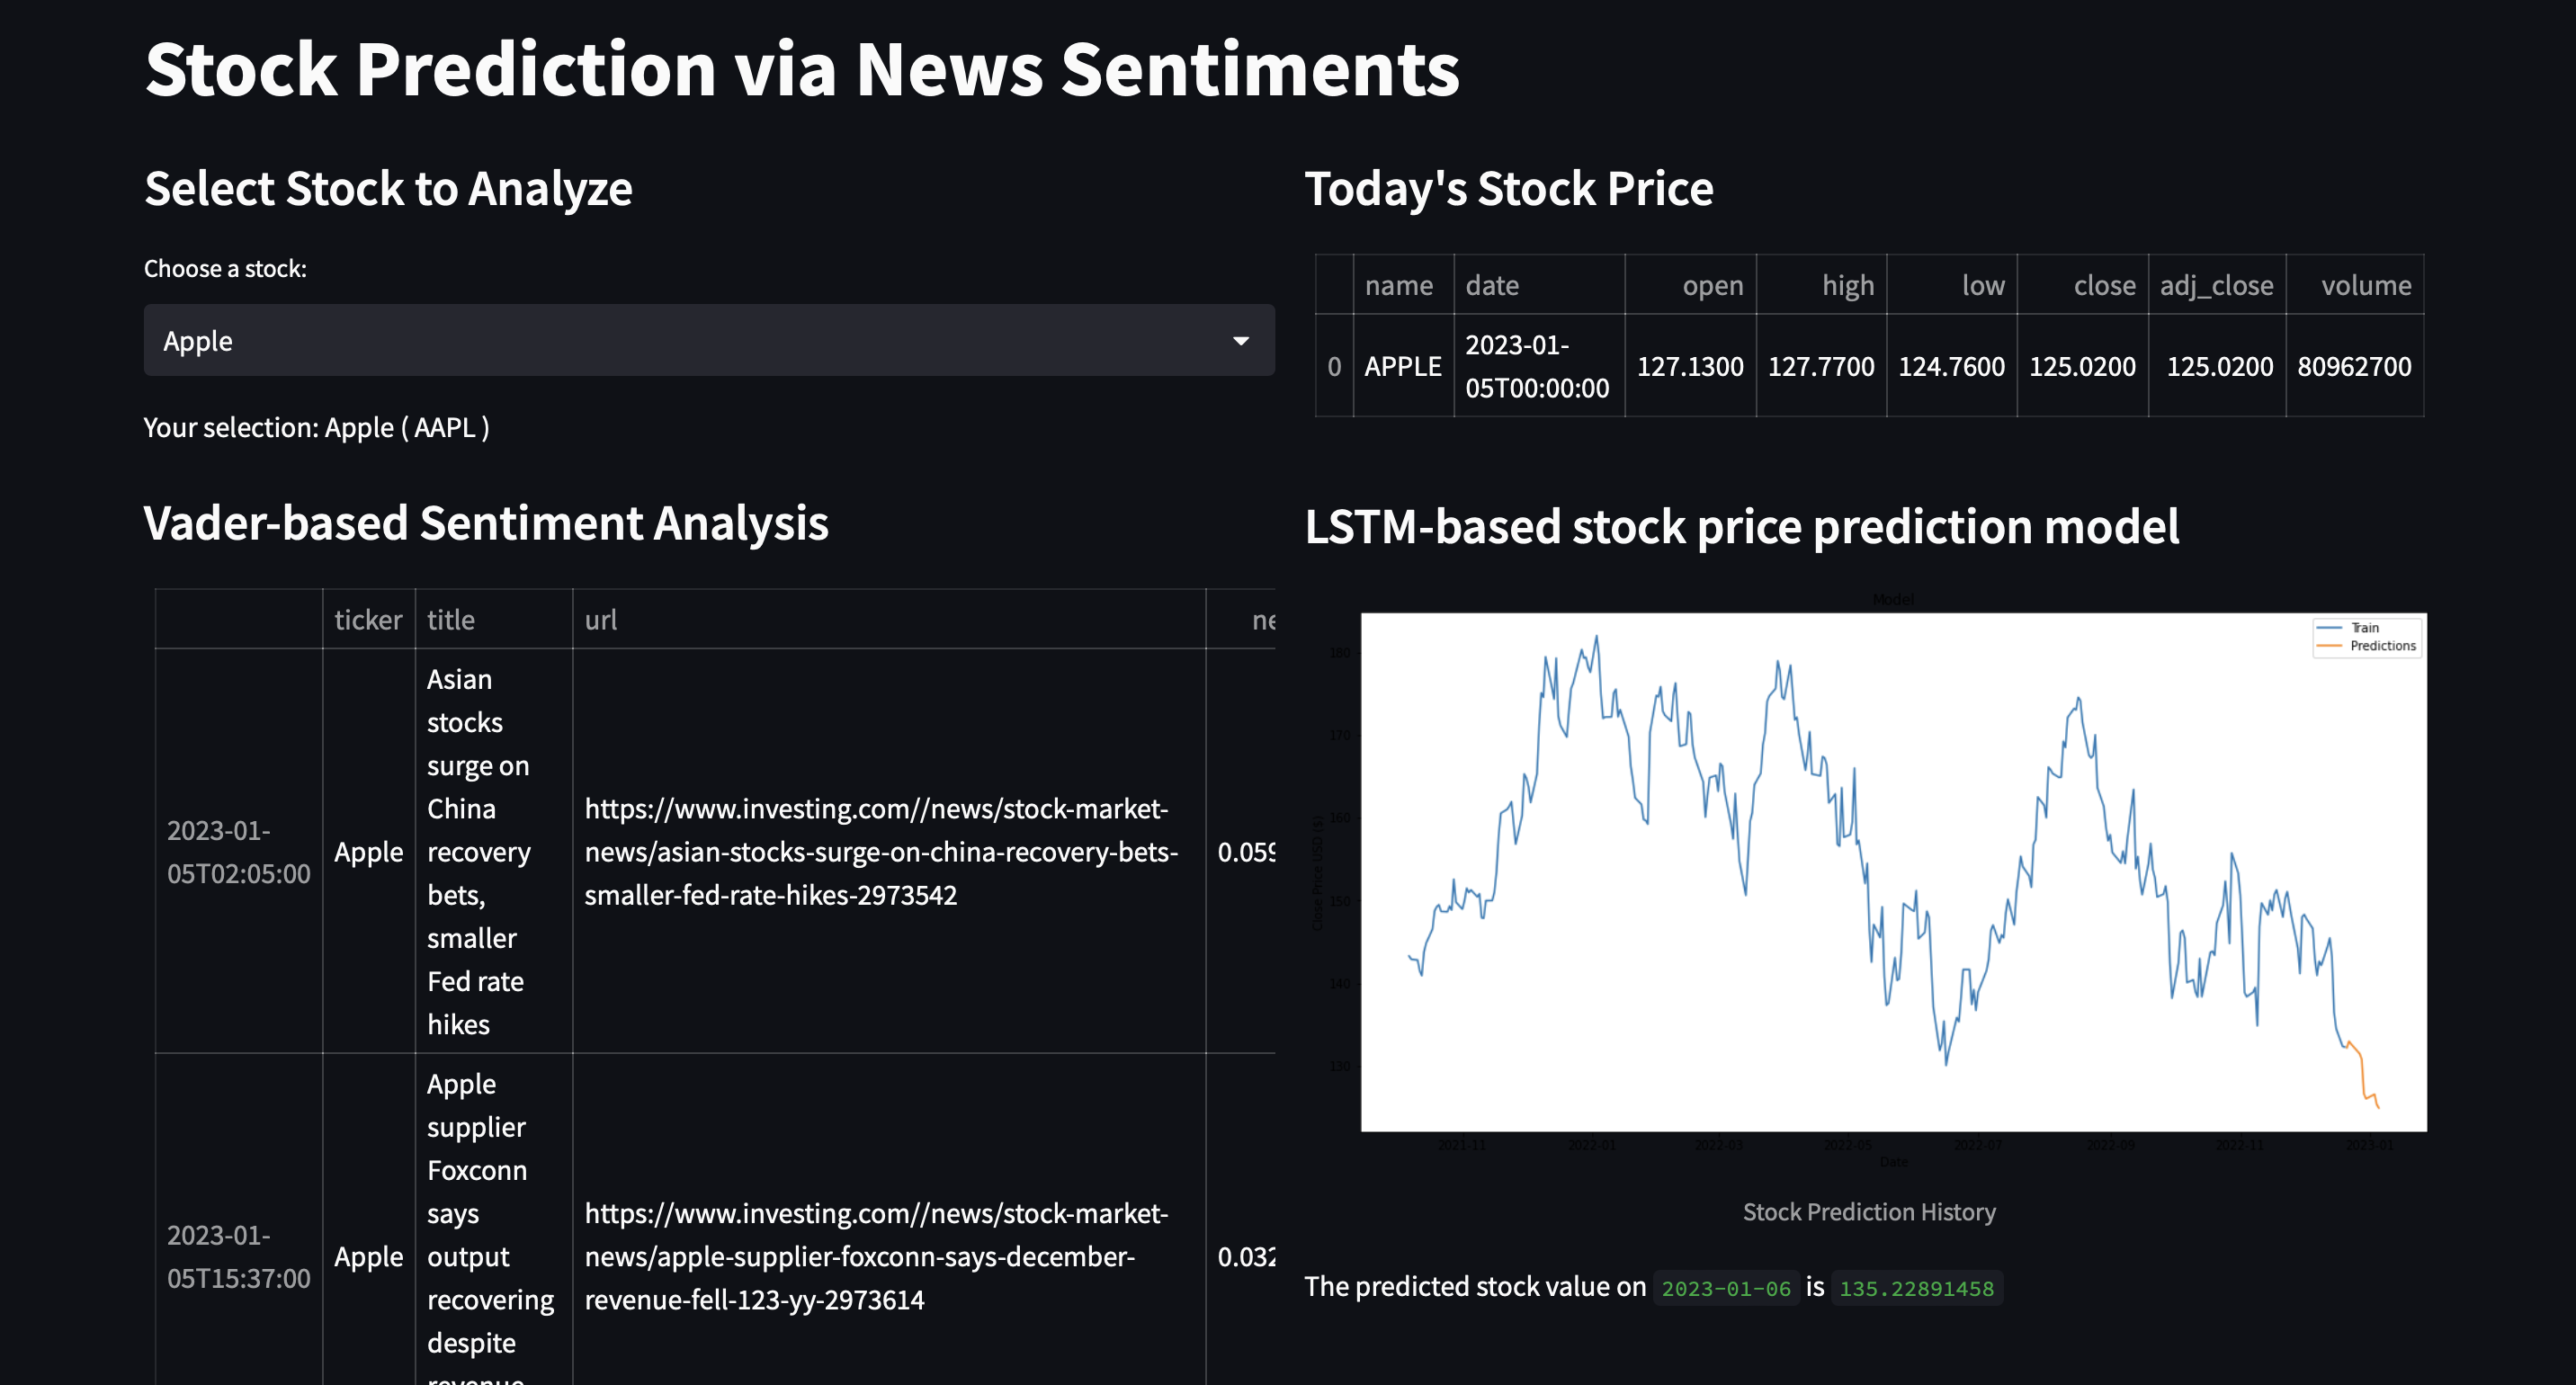 Stock Prediction via News Sentiments
Select Stock to Analyze
Choose a stock:
Apple
Your selection: Apple ( AAPL )
Vader-based Sentiment Analysis
ticker title url ne
2023-01-
05T02:05:00
Apple
Asian
stocks
surge on
China
recovery
bets,
smaller
Fed rate
hikes
https://www.investing.com//news/stock-market-
news/asian-stocks-surge-on-china-recovery-bets-
smaller-fed-rate-hikes-2973542
0.059
2023-01-
05T15:37:00
Apple
Apple
supplier
Foxconn
says
output
recovering
despite
revenue
https://www.investing.com//news/stock-market-
news/apple-supplier-foxconn-says-december-
revenue-fell-123-yy-2973614
0.032
Today's Stock Price
name date open high low close adj_close volume
0 APPLE 2023-01-
05T00:00:00
127.1300 127.7700 124.7600 125.0200 125.0200 80962700
LSTM-based stock price prediction model
Model
Train
Predictions
180
170
160
150
140
130
Close Price USD ($)
2021-11 2022-01 2022-03 2022-05 2022-07 2022-09 2022-11 2023-01
Date
Stock Prediction History
The predicted stock value on 2023-01-06 is 135.22891458